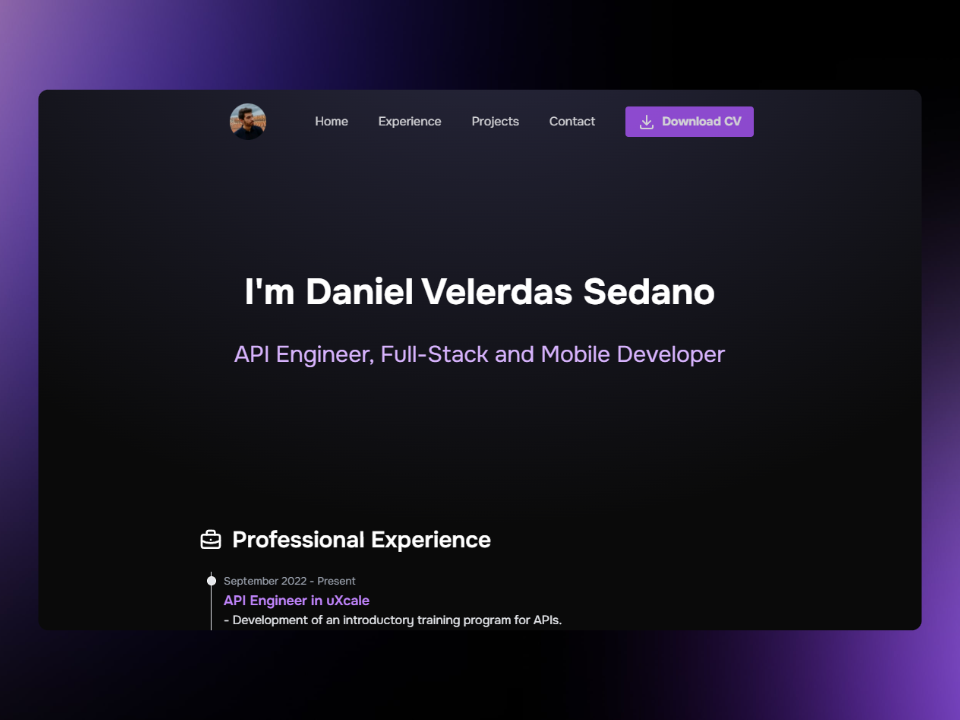 Home Experience Projects Contact Download CV
I'm Daniel Velerdas Sedano
API Engineer, Full-Stack and Mobile Developer
Professional Experience
September 2022 - Present
API Engineer in uXcale
- Development of an introductory training program for APIs.